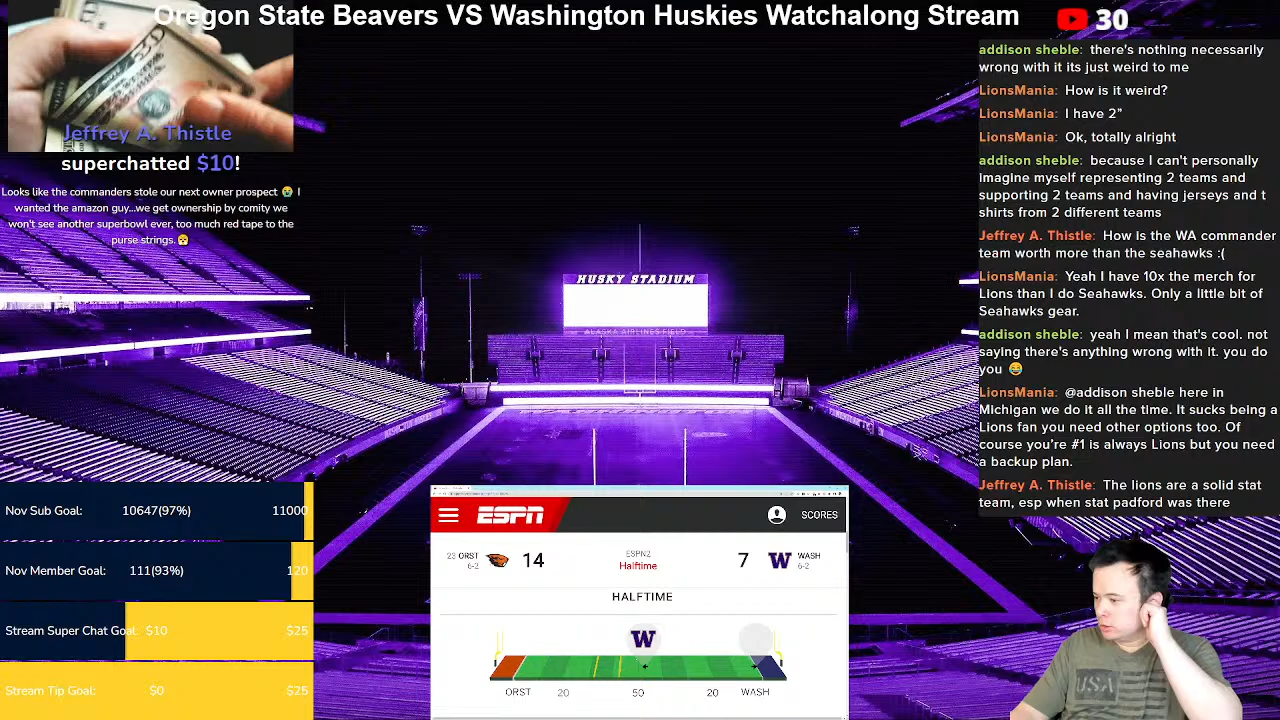 Oregon State Beavers VS Washington Huskies Watchalong Stream
30
Jeffrey A. Thistle
superchatted $10!
Looks like the commanders stole our next owner prospect 😭 I
wanted the amazon guy...we get ownership by comity we
won't see another superbowl ever, too much red tape to the
purse strings.😤
addison sheble: there's nothing necessarily
wrong with it its just weird to me
LionsMania: How is it weird?
LionsMania: I have 2”
LionsMania: Ok, totally alright
addison sheble: because I can't personally
imagine myself representing 2 teams and
supporting 2 teams and having jerseys and t
shirts from 2 different teams
Jeffrey A. Thistle: How is the WA commander
team worth more than the seahawks :(
LionsMania: Yeah I have 10x the merch for
Lions than I do Seahawks. Only a little bit of
Seahawks gear.
addison sheble: yeah I mean that's cool. not
saying there's anything wrong with it. you do
you 😂
LionsMania: @addison sheble here in
Michigan we do it all the time. It sucks being a
Lions fan you need other options too. Of
course you’re #1 is always Lions but you need
a backup plan.
Jeffrey A. Thistle: The lions are a solid stat
team, esp when stat padford was there
HUSKY STADIUM
ALASKA AIRLINES FIELD
Nov Sub Goal: 10647(97%) 11000
Nov Member Goal: 111(93%) 120
Stream Super Chat Goal: $10 $25
Stream Tip Goal: $0 $25
ESPN SCORES
23 ORST 14 ESPN2 7 W WASH
6-2 Halftime 6-2
HALFTIME
W
ORST 20 50 20 WASH
USA